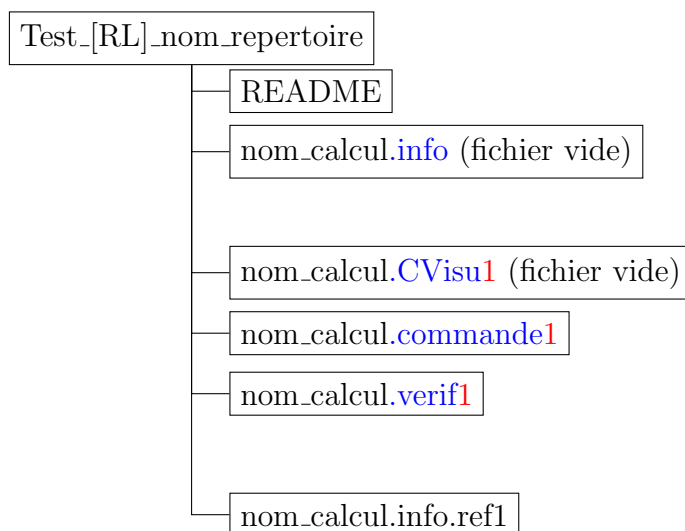 Test_[RL]_nom_repertoire
README
nom_calcul.info (fichier vide)
nom_calcul.CVisu1 (fichier vide)
nom_calcul.commande1
nom_calcul.verif1
nom_calcul.info.ref1